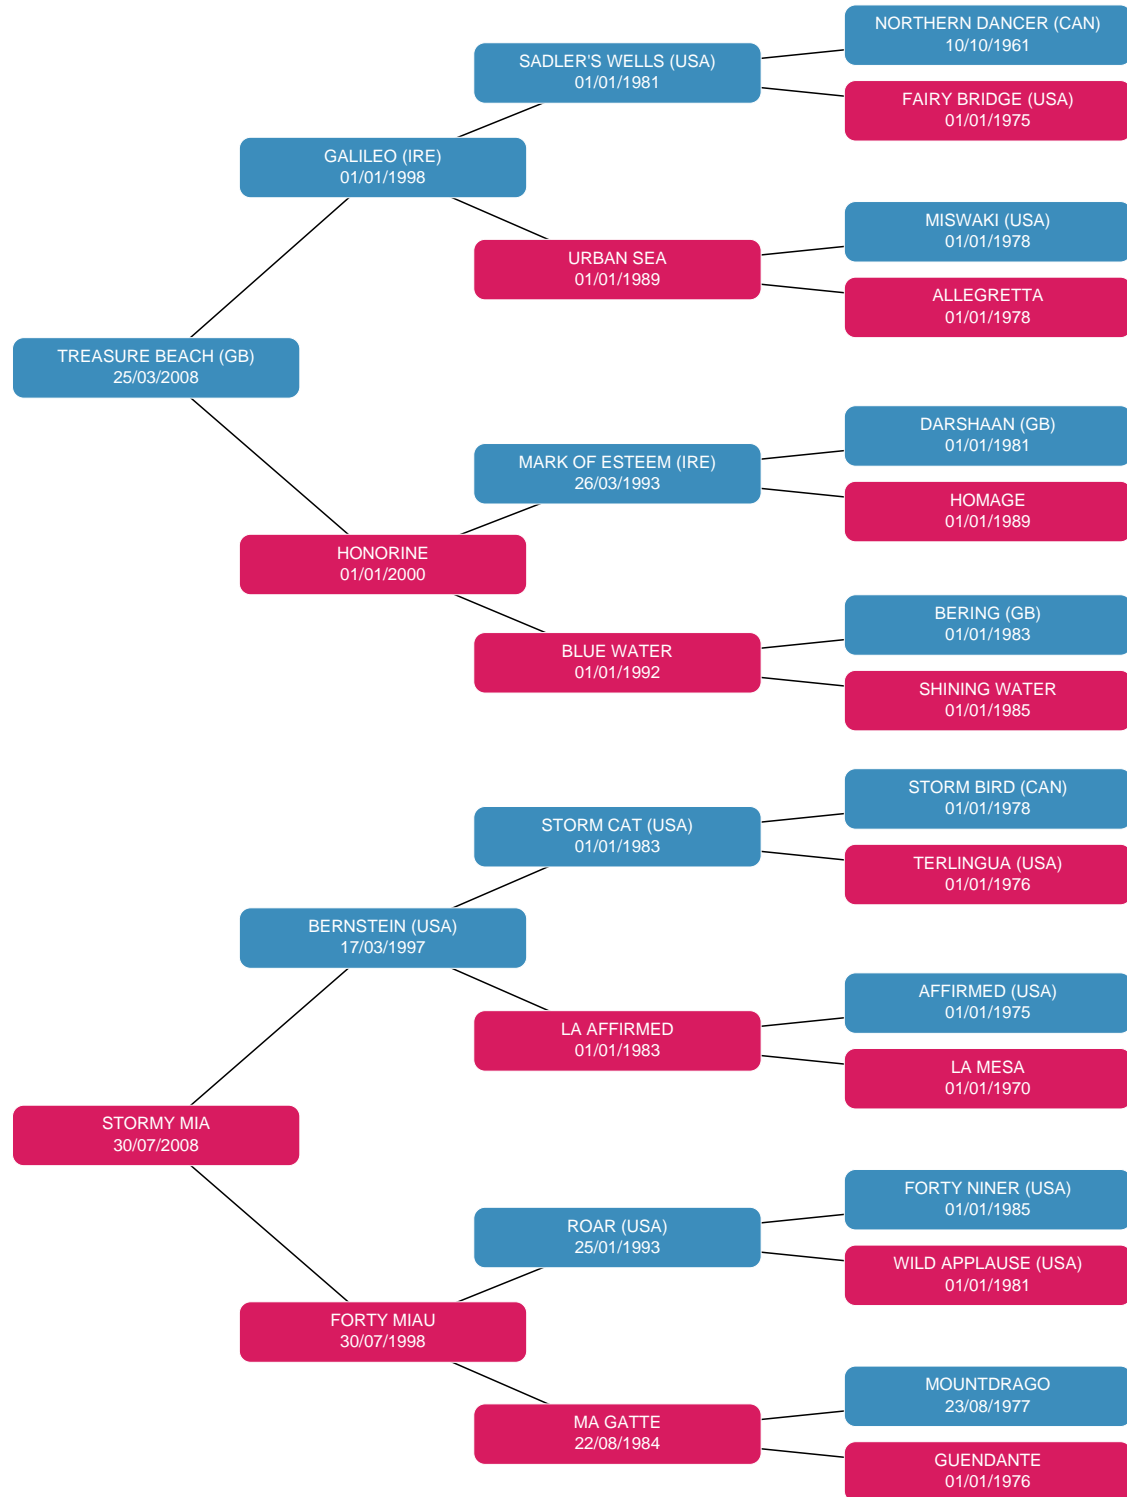 NORTHERN DANCER (CAN)
10/10/1961
SADLER'S WELLS (USA)
01/01/1981
FAIRY BRIDGE (USA)
01/01/1975
GALILEO (IRE)
01/01/1998
MISWAKI (USA)
01/01/1978
URBAN SEA
01/01/1989
ALLEGRETTA
01/01/1978
TREASURE BEACH (GB)
25/03/2008
DARSHAAN (GB)
01/01/1981
MARK OF ESTEEM (IRE)
26/03/1993
HOMAGE
01/01/1989
HONORINE
01/01/2000
BERING (GB)
01/01/1983
BLUE WATER
01/01/1992
SHINING WATER
01/01/1985
STORM BIRD (CAN)
01/01/1978
STORM CAT (USA)
01/01/1983
TERLINGUA (USA)
01/01/1976
BERNSTEIN (USA)
17/03/1997
AFFIRMED (USA)
01/01/1975
LA AFFIRMED
01/01/1983
LA MESA
01/01/1970
STORMY MIA
30/07/2008
FORTY NINER (USA)
01/01/1985
ROAR (USA)
25/01/1993
WILD APPLAUSE (USA)
01/01/1981
FORTY MIAU
30/07/1998
MOUNTDRAGO
23/08/1977
MA GATTE
22/08/1984
GUENDANTE
01/01/1976